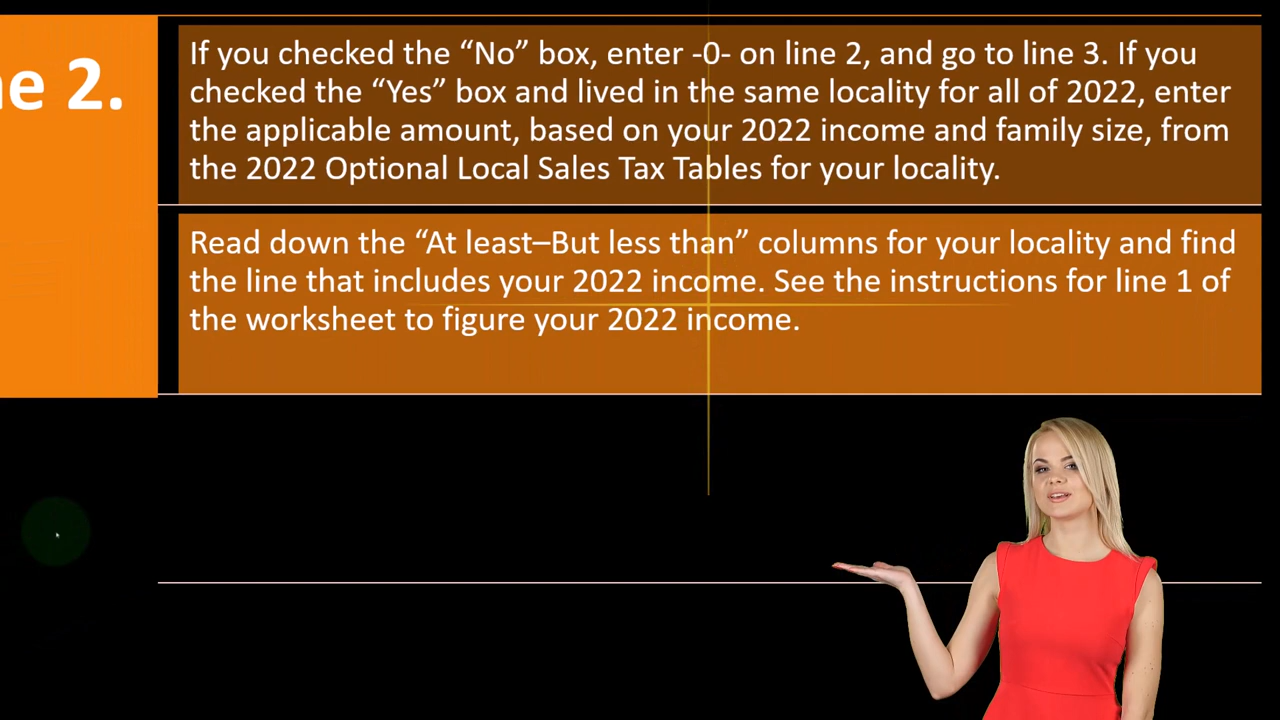 e 2.
If you checked the “No” box, enter -0- on line 2, and go to line 3. If you
checked the “Yes” box and lived in the same locality for all of 2022, enter
the applicable amount, based on your 2022 income and family size, from
the 2022 Optional Local Sales Tax Tables for your locality.
Read down the “At least–But less than” columns for your locality and find
the line that includes your 2022 income. See the instructions for line 1 of
the worksheet to figure your 2022 income.